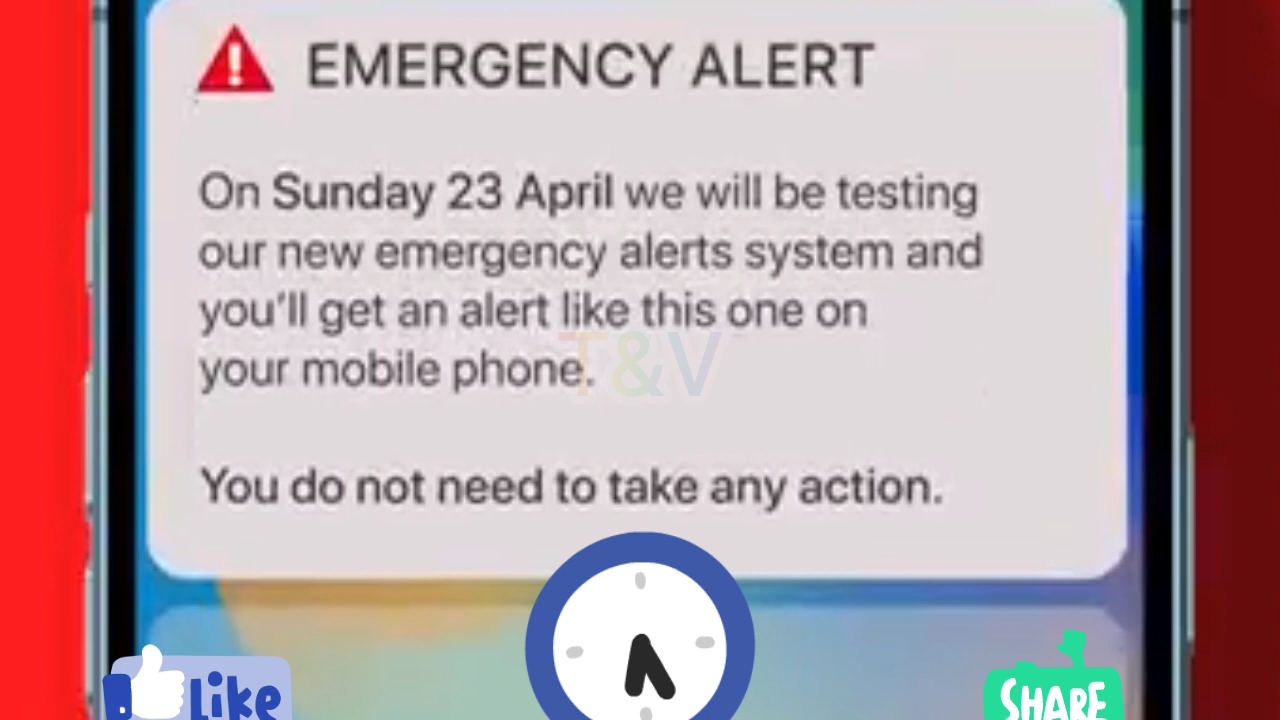 EMERGENCY ALERT
On Sunday 23 April we will be testing
our new emergency alerts system and
you'll get an alert like this one on
your mobile phone.
T&V
You do not need to take any action.
Like
SHARE